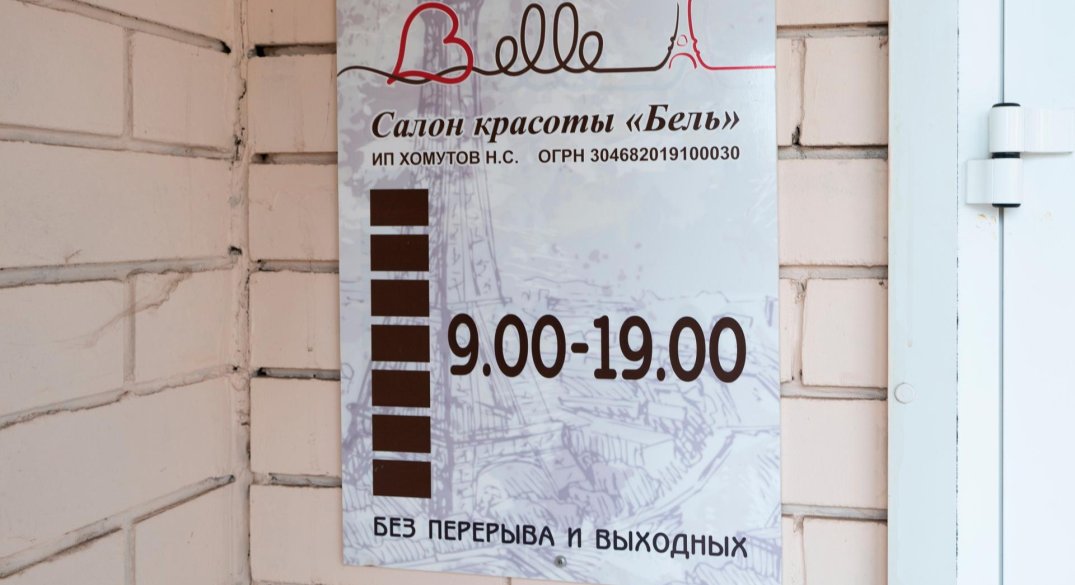 Belle
Салон красоты «Бель»
ИП ХОМУТОВ Н.С. ОГРН 304682019100030
9.00-19.00
БЕЗ ПЕРЕРЫВА И ВЫХОДНЫХ